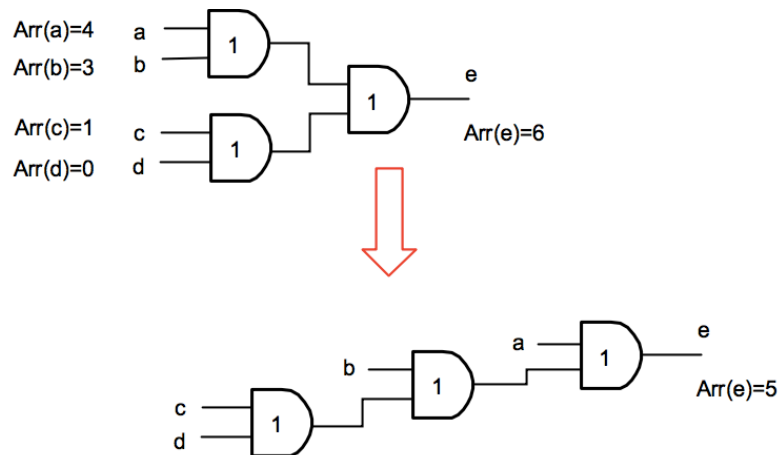 Arr(a)=4 a
1
Arr(b)=3 b
e
1
Arr(c)=1 c
1
Arr(e)=6
Arr(d)=0 d
e
a
1
b
1
Arr(e)=5
c
1
d